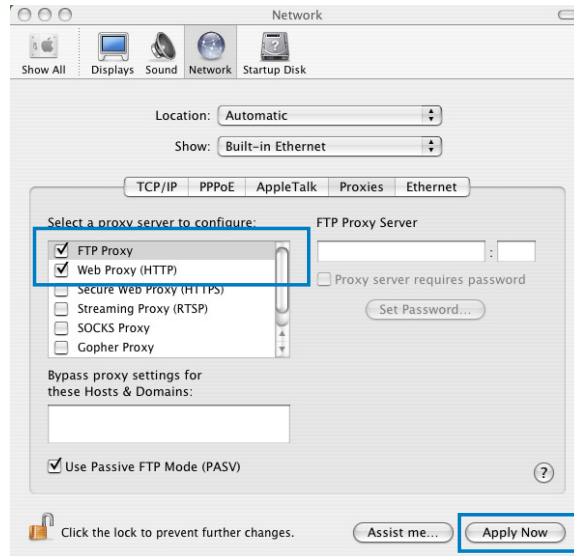 Network
Show All Displays Sound Network Startup Disk
Location: Automatic
Show: Built-in Ethernet
TCP/IP PPPoE AppleTalk Proxies Ethernet
Select a proxy server to configure: FTP Proxy Server
FTP Proxy :
Web Proxy (HTTP) Proxy server requires password
Secure Web Proxy (HTTPS)
Streaming Proxy (RTSP) Set Password...
SOCKS Proxy
Gopher Proxy
Bypass proxy settings for
these Hosts & Domains:
Use Passive FTP Mode (PASV) ?
Click the lock to prevent further changes. Assist me... Apply Now